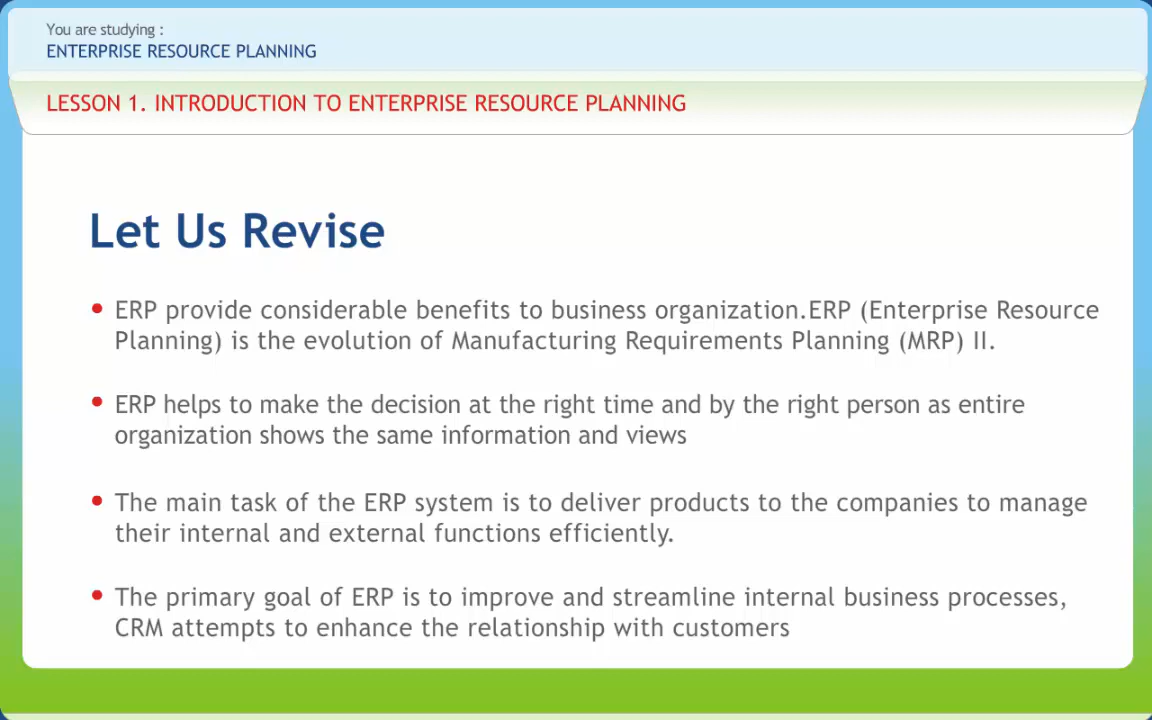 You are studying :
ENTERPRISE RESOURCE PLANNING
LESSON 1. INTRODUCTION TO ENTERPRISE RESOURCE PLANNING
Let Us Revise
• ERP provide considerable benefits to business organization.ERP (Enterprise Resource
Planning) is the evolution of Manufacturing Requirements Planning (MRP) II.
• ERP helps to make the decision at the right time and by the right person as entire
organization shows the same information and views
• The main task of the ERP system is to deliver products to the companies to manage
their internal and external functions efficiently.
• The primary goal of ERP is to improve and streamline internal business processes,
CRM attempts to enhance the relationship with customers